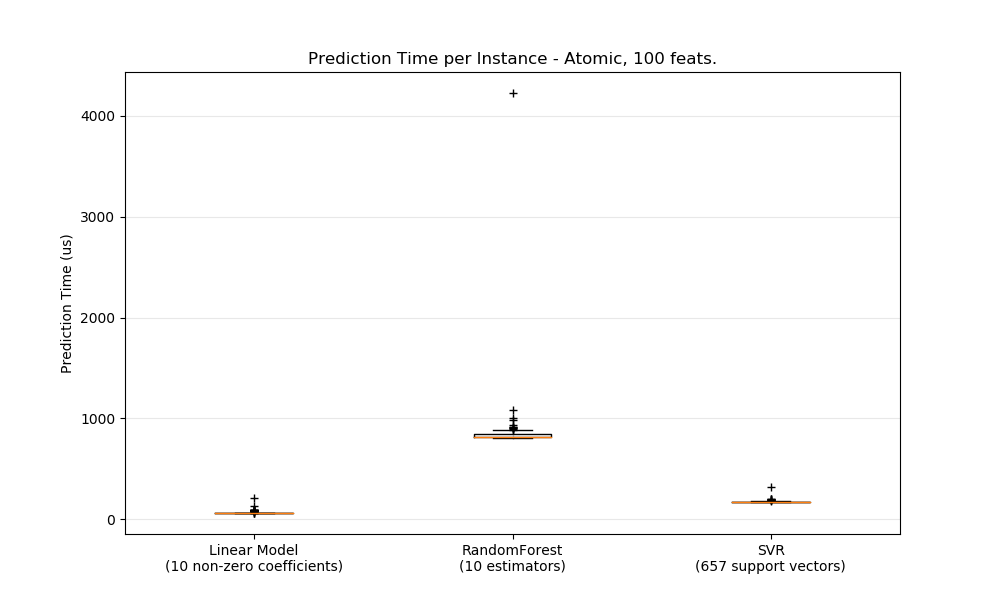 Prediction Time per Instance - Atomic, 100 feats.
Prediction Time (us)
4000
3000
2000
1000
0
Linear Model
(10 non-zero coefficients)
RandomForest
(10 estimators)
SVR
(657 support vectors)